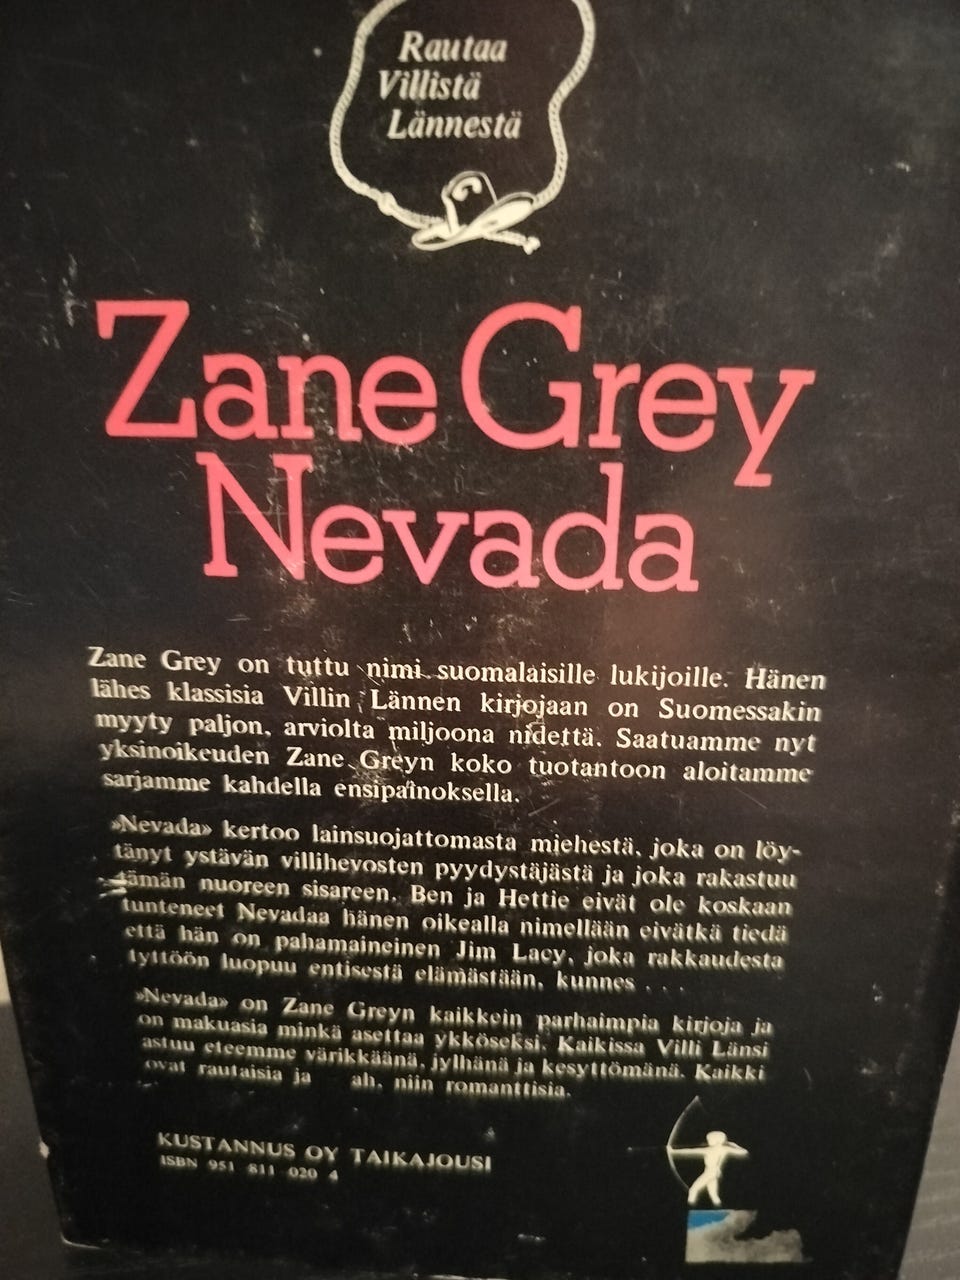 Rautaa
Villistä
Lännestä
Zane Grey
Nevada
Zane Grey on tuttu nimi suomalaisille lukijoille. Hänen
lähes klassisia Villin Lännen kirjojaan on Suomessakin
myyty paljon, arviolta miljoona nidettä. Saatuamme nyt
yksinoikeuden Zane Greyn koko tuotantoon aloitamme
sarjamme kahdella ensipainoksella.
»Nevada» kertoo lainsuojattomasta miehestä, joka on löy-
tänyt ystävän villihevosten pyydystäjästä ja joka rakastuu
tämän nuoreen sisareen. Ben ja Hettie eivät ole koskaan
tunteneet Nevadaa hänen oikealla nimellään eivätkä tiedä
että hän on pahamaineinen Jim Lacy, joka rakkaudesta
tyttöön luopuu entisestä elämästään, kunnes . . .
»Nevada» on Zane Greyn kaikkein parhaimpia kirjoja ja
on makuasia minkä asettaa ykköseksi. Kaikissa Villi Länsi
astuu eteemme värikkäänä, jylhänä ja kesyttömänä. Kaikki
ovat rautaisia ja ah, niin romanttisia.
KUSTANNUS OY TAIKAJOUSI
ISBN 951 811 020 4